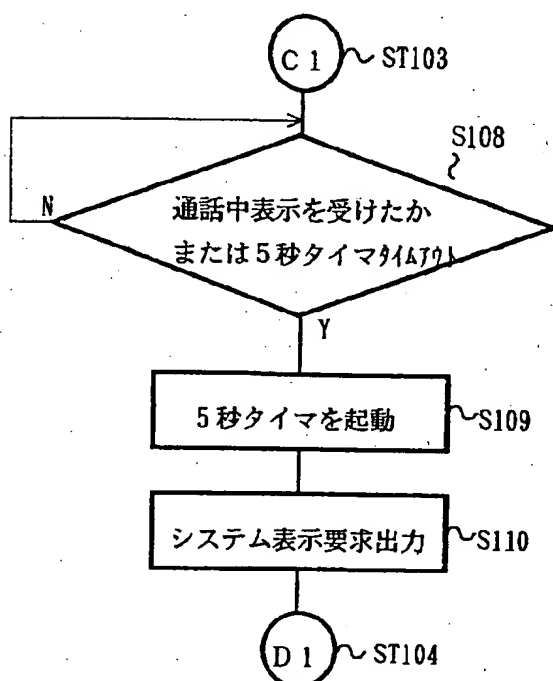 C1 ST103
S108
N
通話中表示を受けたか
または5秒タイマタイムアウト
Y
5秒タイマを起動 S109
システム表示要求出力 S110
D1 ST104